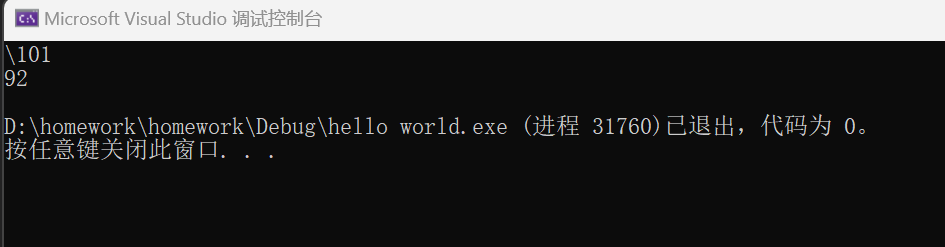 Microsoft Visual Studio 调试控制台
\101
92
D:\homework\homework\Debug\hello world.exe (进程 31760)已退出，代码为 0。
按任意键关闭此窗口. . .